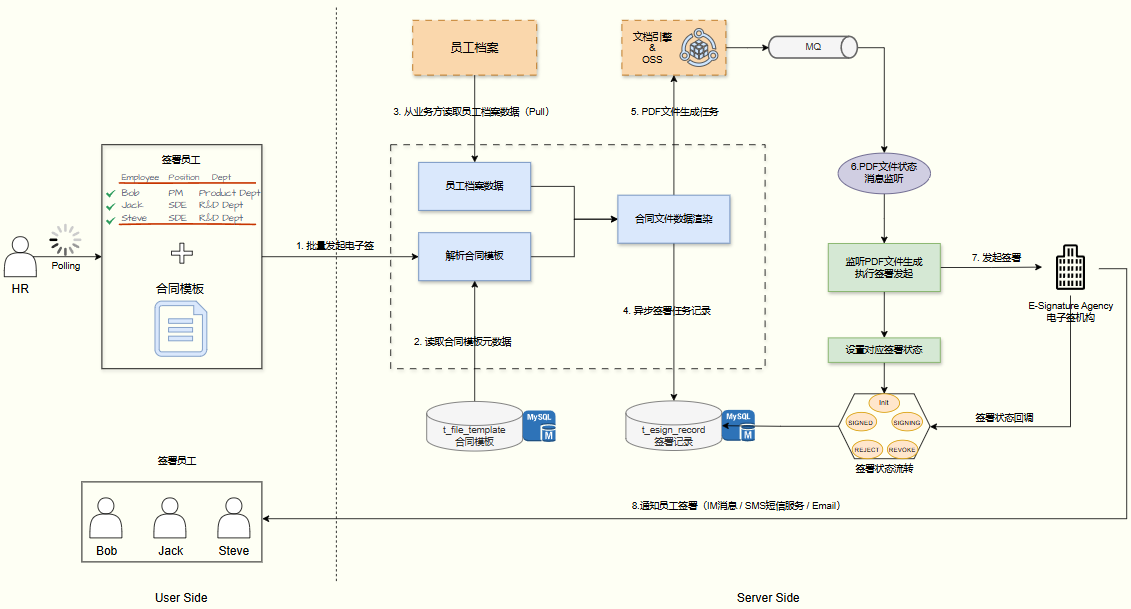 员工档案
文档引擎
&
OSS
MQ
3. 从业务方读取员工档案数据（Pull）
5. PDF文件生成任务
签署员工
Employee Position Dept
Bob PM Product Dept
Jack SDE R&D Dept
Steve SDE R&D Dept
合同模板
HR
Polling
1. 批量发起电子签
员工档案数据
解析合同模板
合同文件数据渲染
6.PDF文件状态
消息监听
监听PDF文件生成
执行签署发起
7. 发起签署
E-Signature Agency
电子签机构
2. 读取合同模板元数据
4. 异步签署任务记录
设置对应签署状态
t_file_template
合同模板
MySQL
M
t_esign_record
签署记录
MySQL
M
Init
SIGNED
SIGNING
REJECT
REVOKE
签署状态流转
签署状态回调
签署员工
Bob
Jack
Steve
8.通知员工签署（IM消息 / SMS短信服务 / Email）
User Side
Server Side